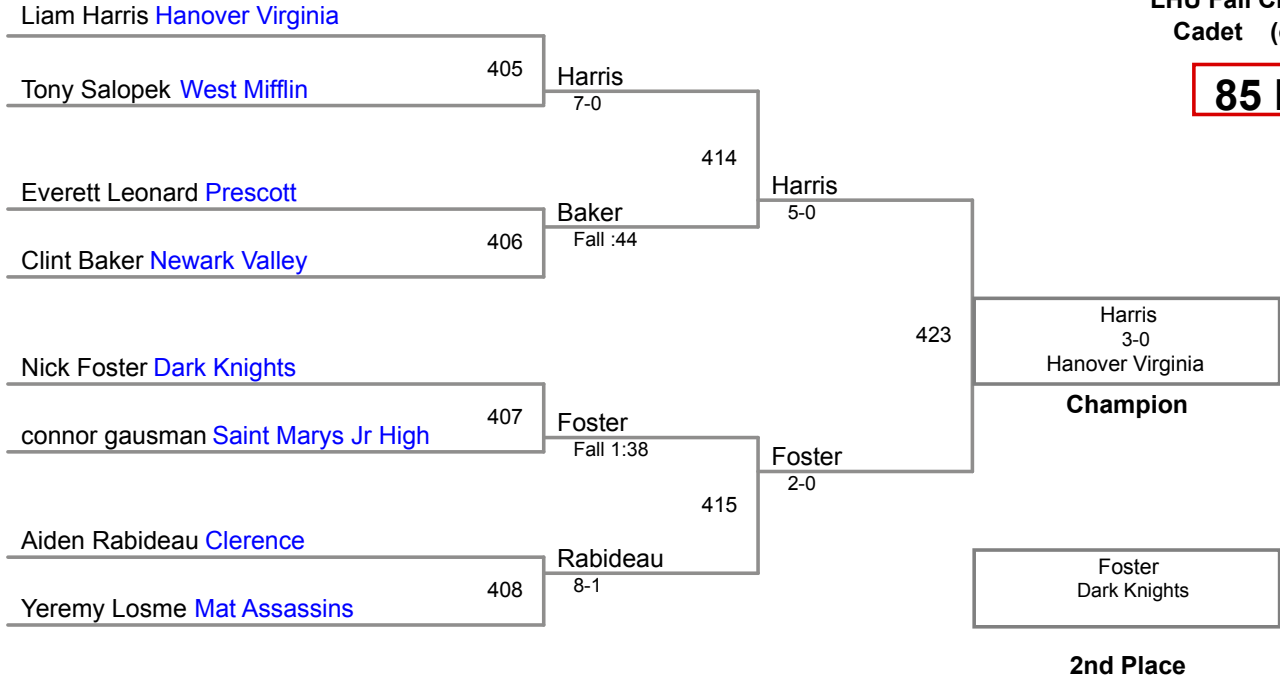 LHU Fall
Cadet
85
Liam Harris Hanover Virginia
405
Tony Salopek West Mifflin
Harris
7-0
414
Everett Leonard Prescott
406
Clint Baker Newark Valley
Baker
Fall :44
Harris
5-0
423
Nick Foster Dark Knights
407
connor gausman Saint Marys Jr High
Foster
Fall 1:38
415
Aiden Rabideau Clerence
408
Yeremy Losme Mat Assassins
Rabideau
8-1
Foster
2-0
Harris
3-0
Hanover Virginia
Champion
Foster
Dark Knights
2nd Place